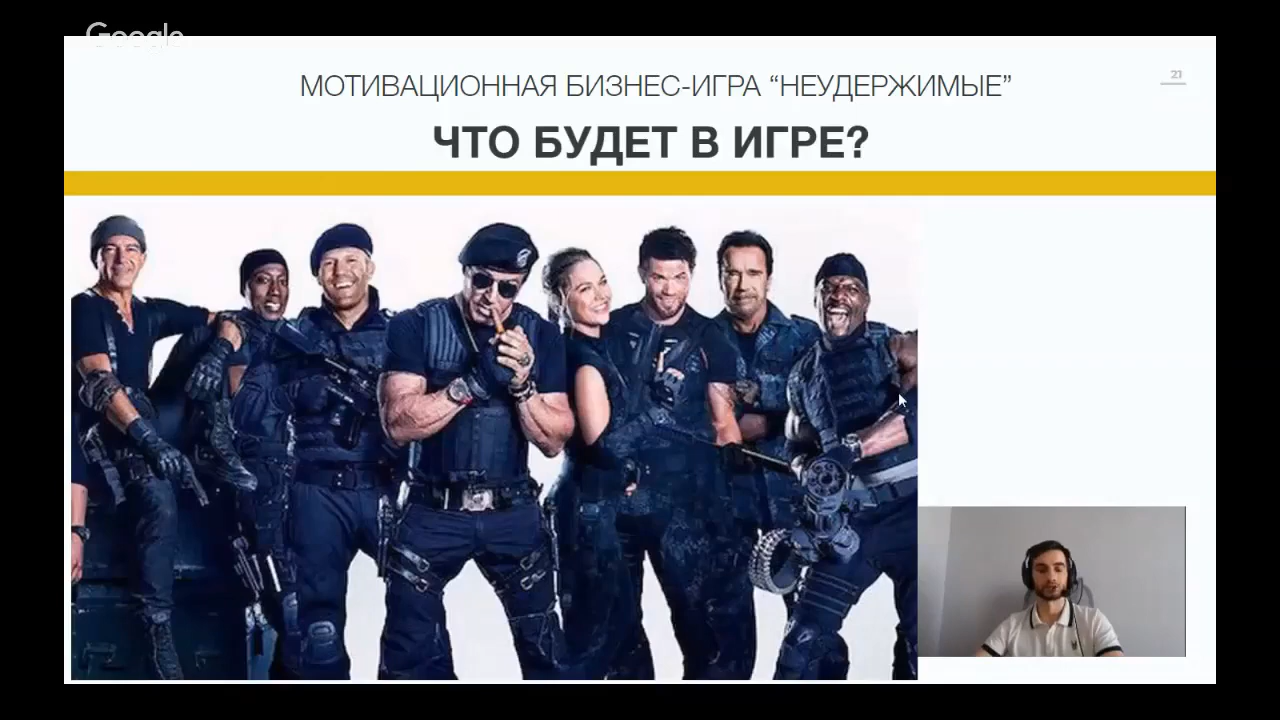 Google
21
МОТИВАЦИОННАЯ БИЗНЕС-ИГРА “НЕУДЕРЖИМЫЕ”
ЧТО БУДЕТ В ИГРЕ?